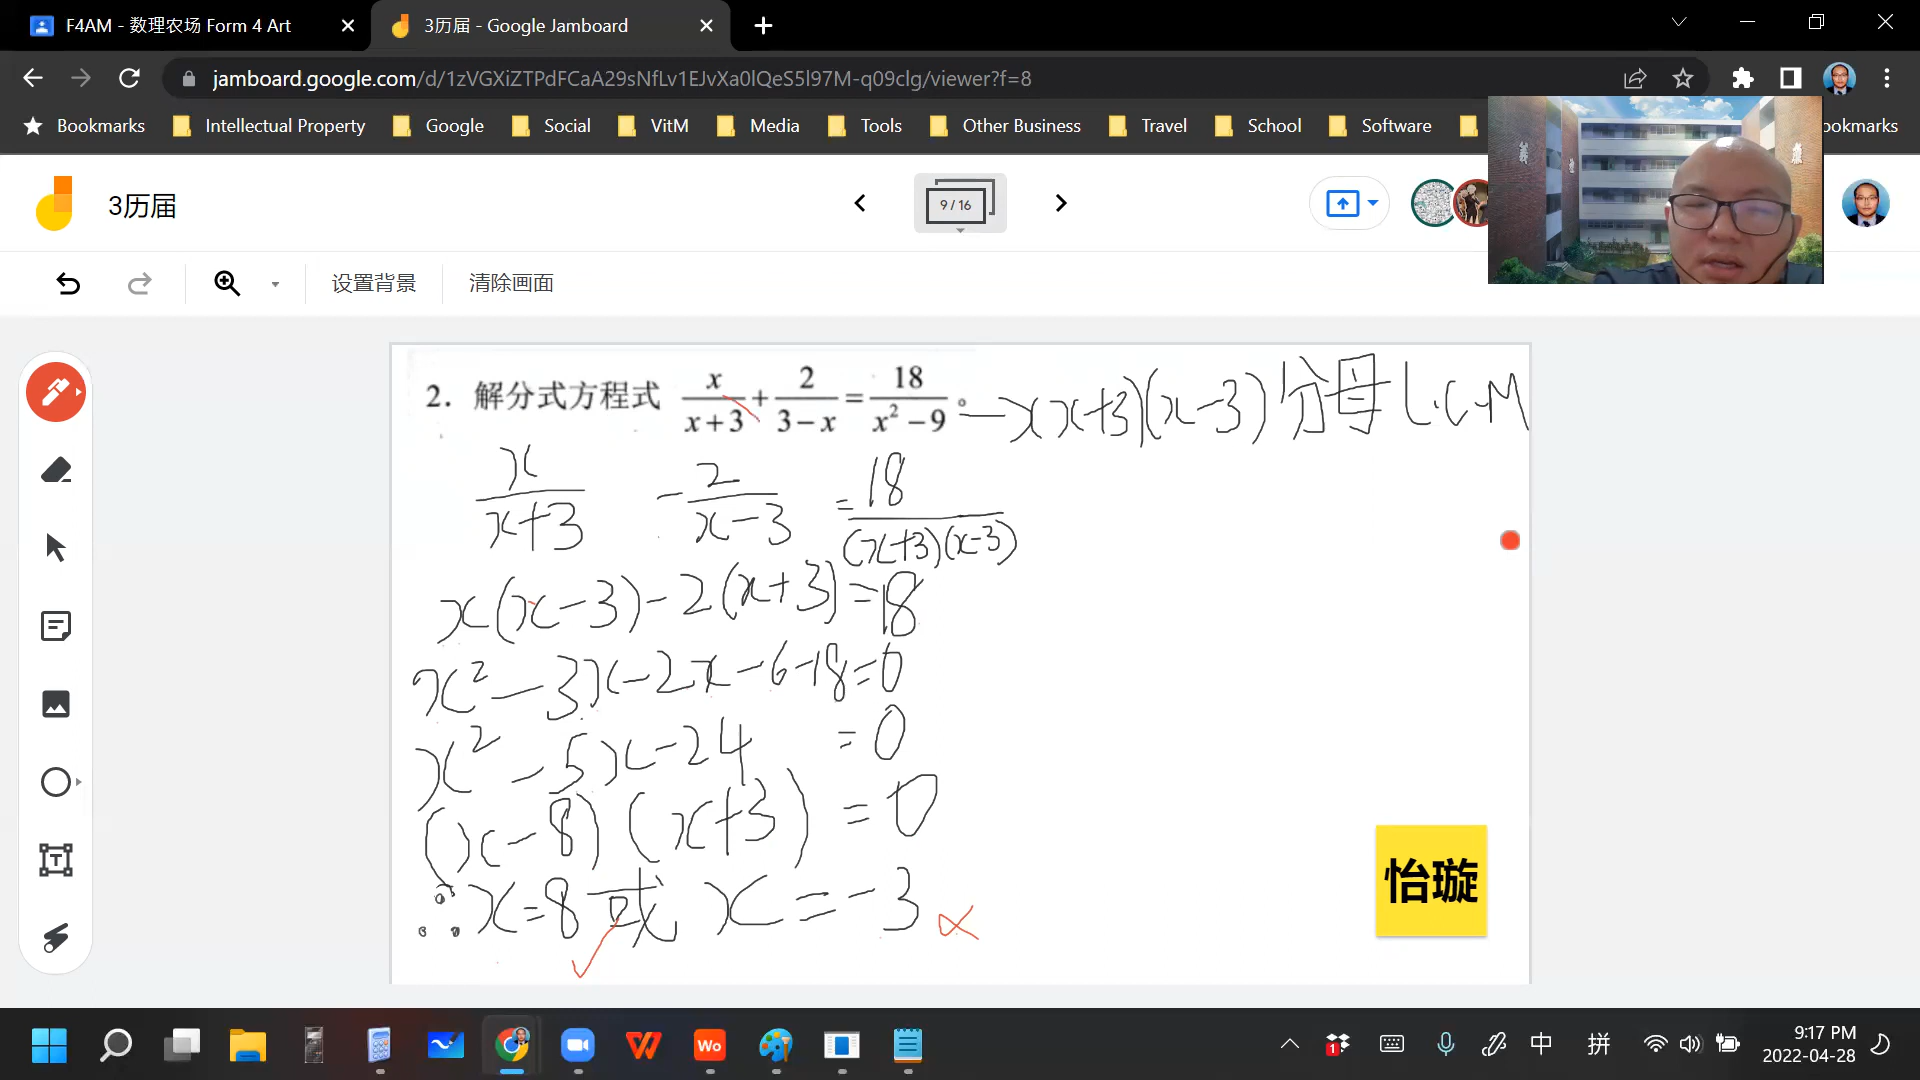 F4AM - 数理农场 Form 4 Art
3历届 - Google Jamboard
jamboard.google.com/d/1zVGXiZTPdFCaA29sNfLv1EJvXa0lQeS5l97M-q09clg/viewer?f=8
Bookmarks Intellectual Property Google Social VitM Media Tools Other Business Travel School Software ookmarks
3历届
9 / 16
设置背景 清除画面
2. 解分式方程式 x/(x+3) + 2/(3-x) = 18/(x² - 9)。 — x x+3)(x-3) 分母 L.C.M
x/(x+3) - 2/(x-3) = 18/((x+3)(x-3))
x(x-3)-2(x+3)=18
x²-3x-2x-6-18=0
x²-5x-24 = 0
(x-8)(x+3) = 0
∴ x=8 或 x=-3
怡璇
Wo
1
中 拼
9:17 PM
2022-04-28